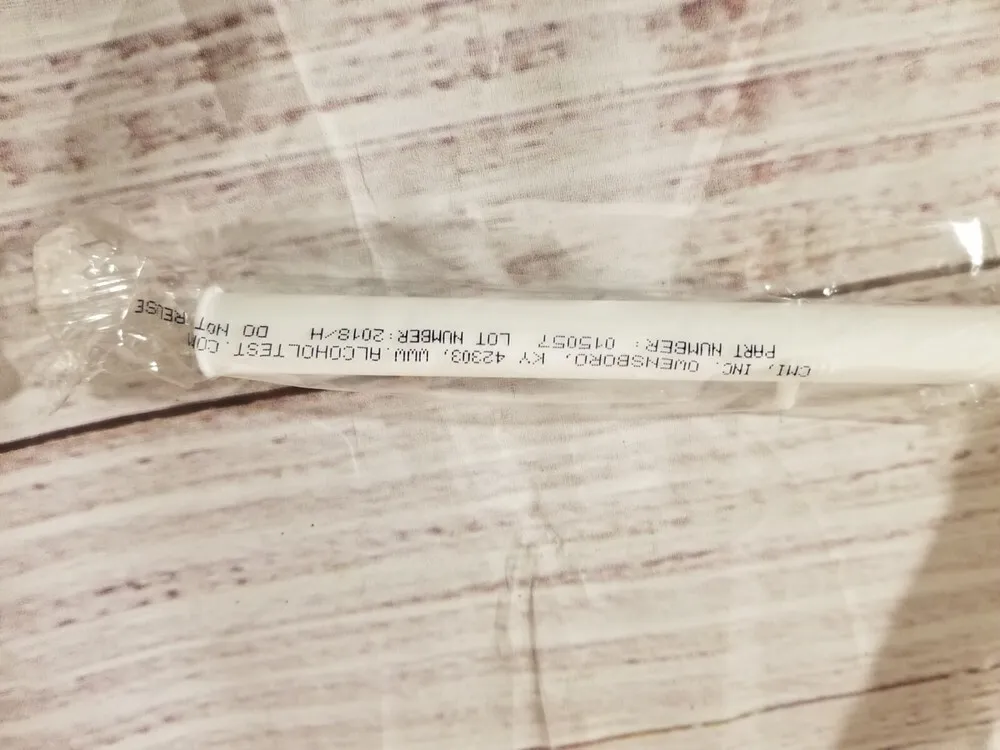 CMI, INC. OWENSBORO, KY 42303, WWW.ALCOHOLTEST.COM
PART NUMBER: 015057 LOT NUMBER:2018/H DO NOT REUSE